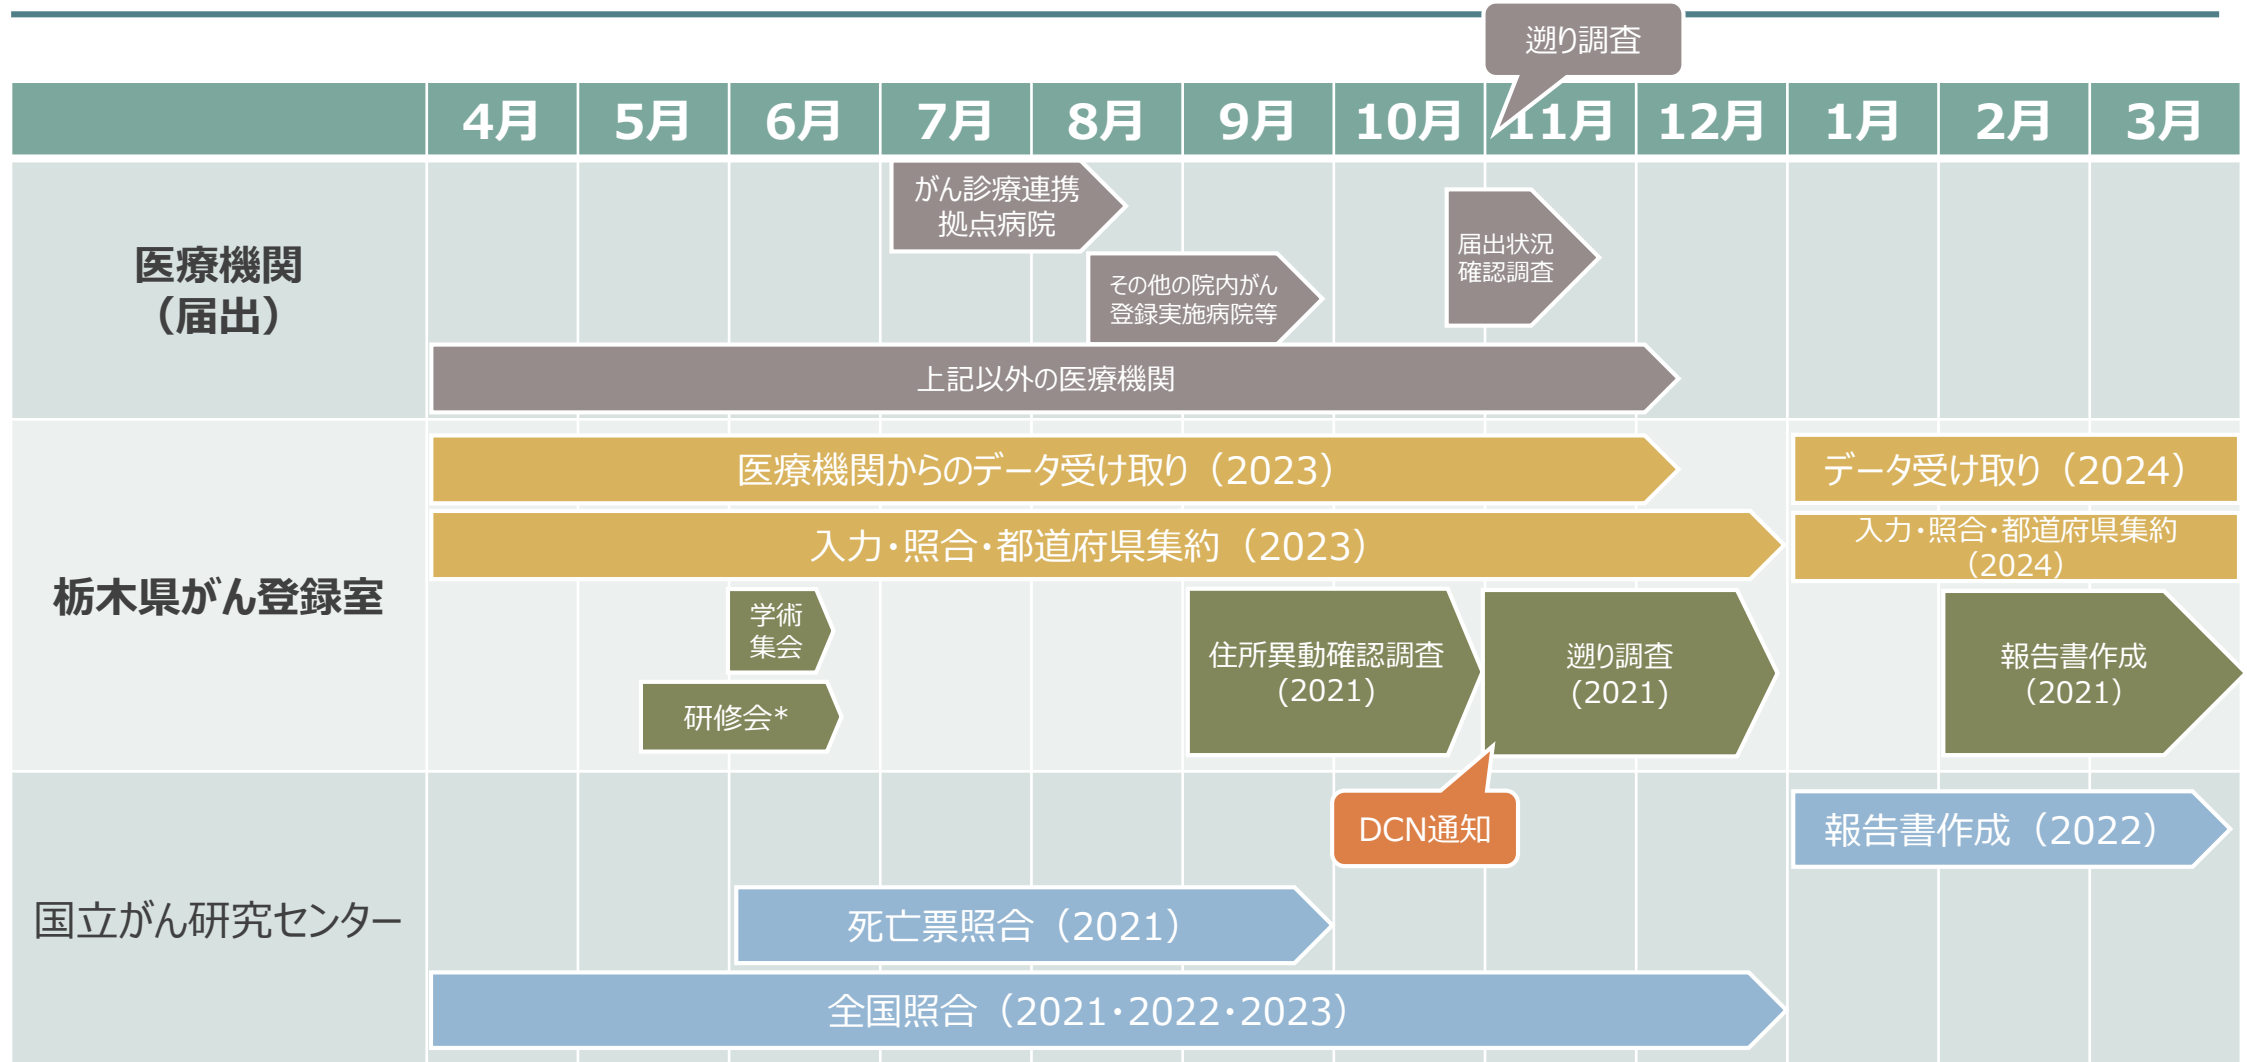 遡り調査
4月 5月 6月 7月 8月 9月 10月 11月 12月 1月 2月 3月
医療機関
（届出）
がん診療連携
拠点病院
その他の院内がん
登録実施病院等
届出状況
確認調査
上記以外の医療機関
栃木県がん登録室
医療機関からのデータ受け取り（2023）
データ受け取り（2024）
入力・照合・都道府県集約（2023）
入力・照合・都道府県集約
（2024）
学術
集会
研修会*
住所異動確認調査
(2021)
遡り調査
(2021)
報告書作成
（2021）
国立がん研究センター
DCN通知
報告書作成（2022）
死亡票照合（2021）
全国照合（2021・2022・2023）